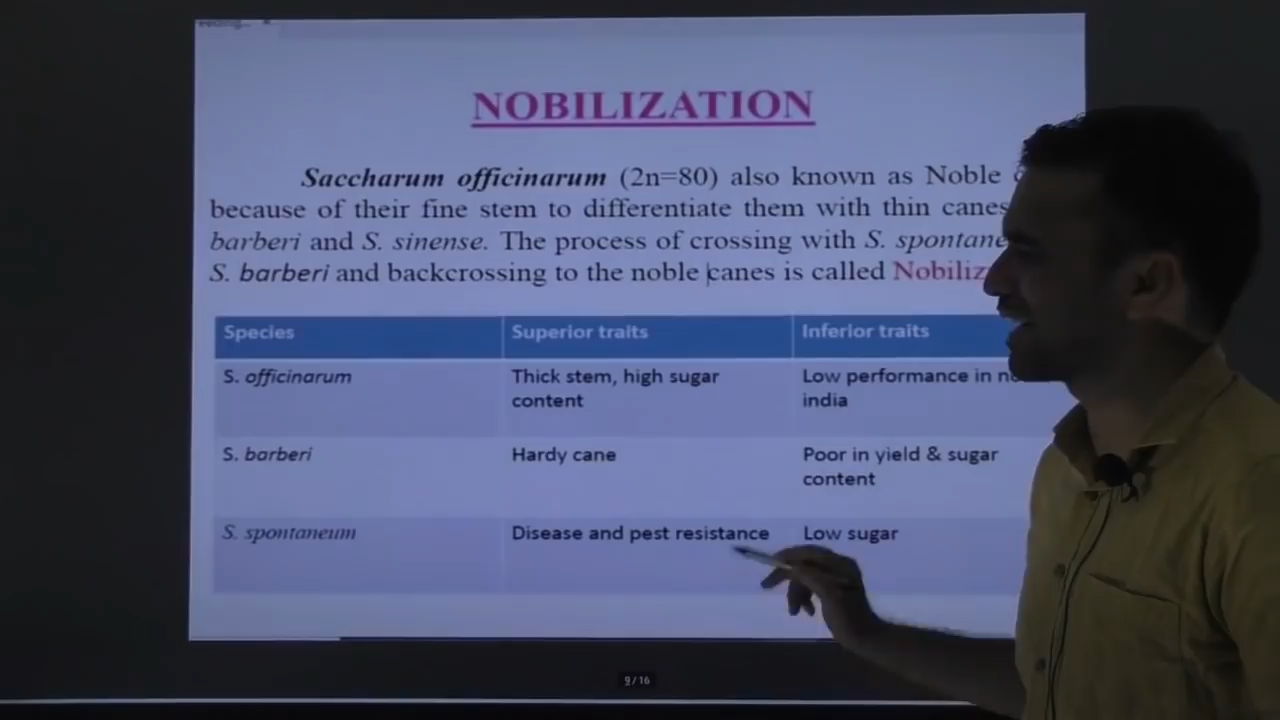 NOBILIZATION
Saccharum officinarum (2n=80) also known as Noble
because of their fine stem to differentiate them with thin canes
barberi and S. sinense. The process of crossing with S.
S. barberi and backcrossing to the noble canes is called
Species Superior traits Inferior traits
S. officinarum Thick stem, high sugar Low performance in
content india
S. barberi Hardy cane Poor in yield & sugar
content
S. spontaneum Disease and pest resistance Low sugar
9/16